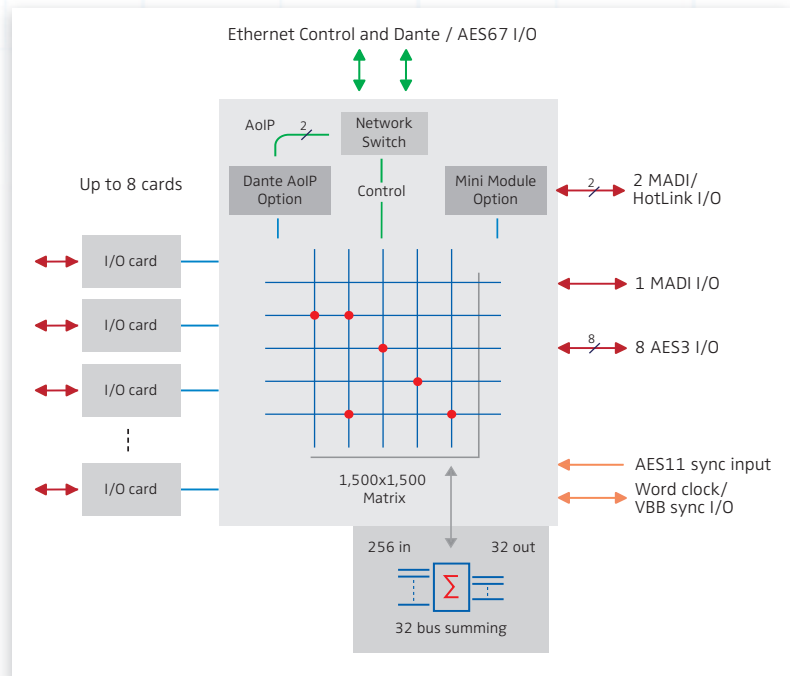 Ethernet Control and Dante / AES67 I/O
AoIP
2
Network
Switch
Up to 8 cards
Dante AoIP
Option
Control
Mini Module
Option
2
2 MADI/
HotLink I/O
I/O card
1 MADI I/O
I/O card
8
8 AES3 I/O
I/O card
I/O card
AES11 sync input
Word clock/
VBB sync I/O
1,500x1,500
Matrix
256 in
32 out
Σ
32 bus summing